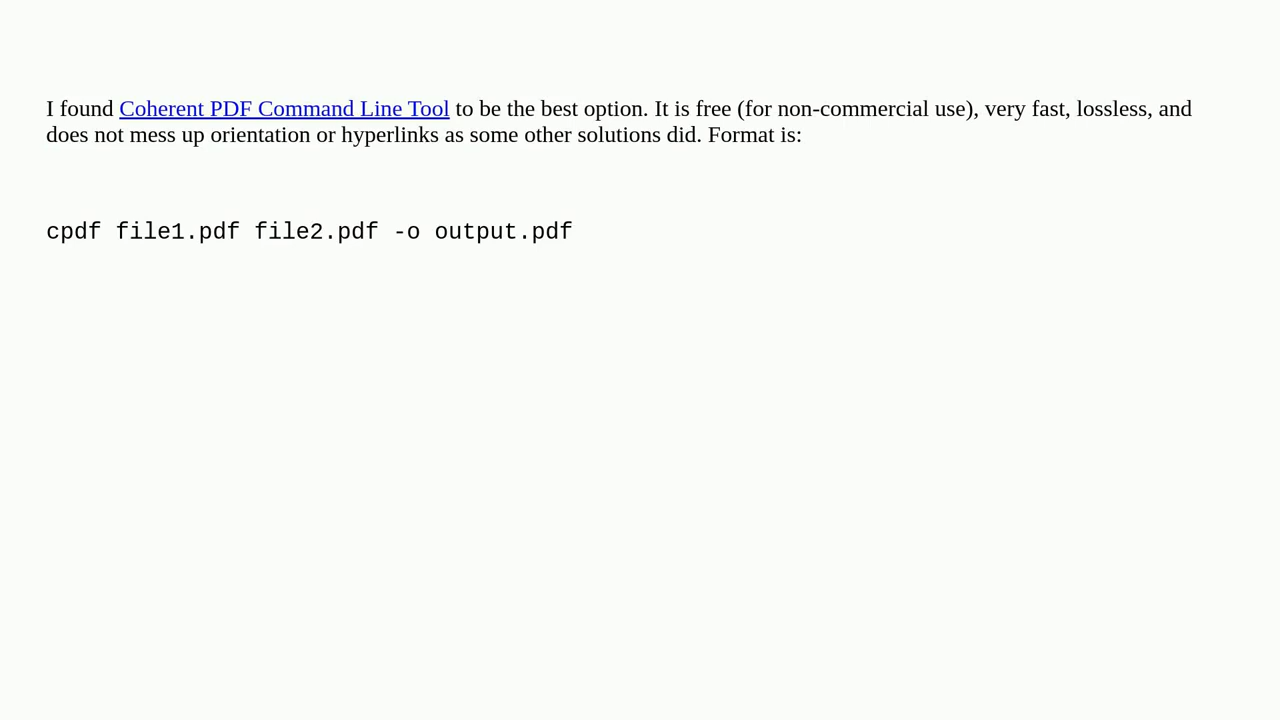 I found Coherent PDF Command Line Tool to be the best option. It is free (for non-commercial use), very fast, lossless, and
does not mess up orientation or hyperlinks as some other solutions did. Format is:
cpdf file1.pdf file2.pdf -o output.pdf